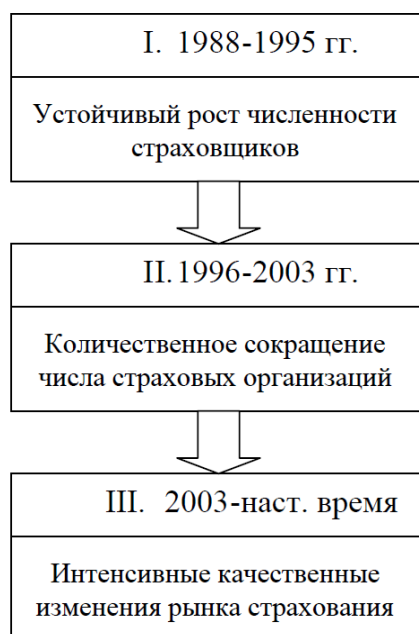 I. 1988-1995 гг.
Устойчивый рост численности
страховщиков
II. 1996-2003 гг.
Количественное сокращение
числа страховых организаций
III. 2003-наст. время
Интенсивные качественные
изменения рынка страхования